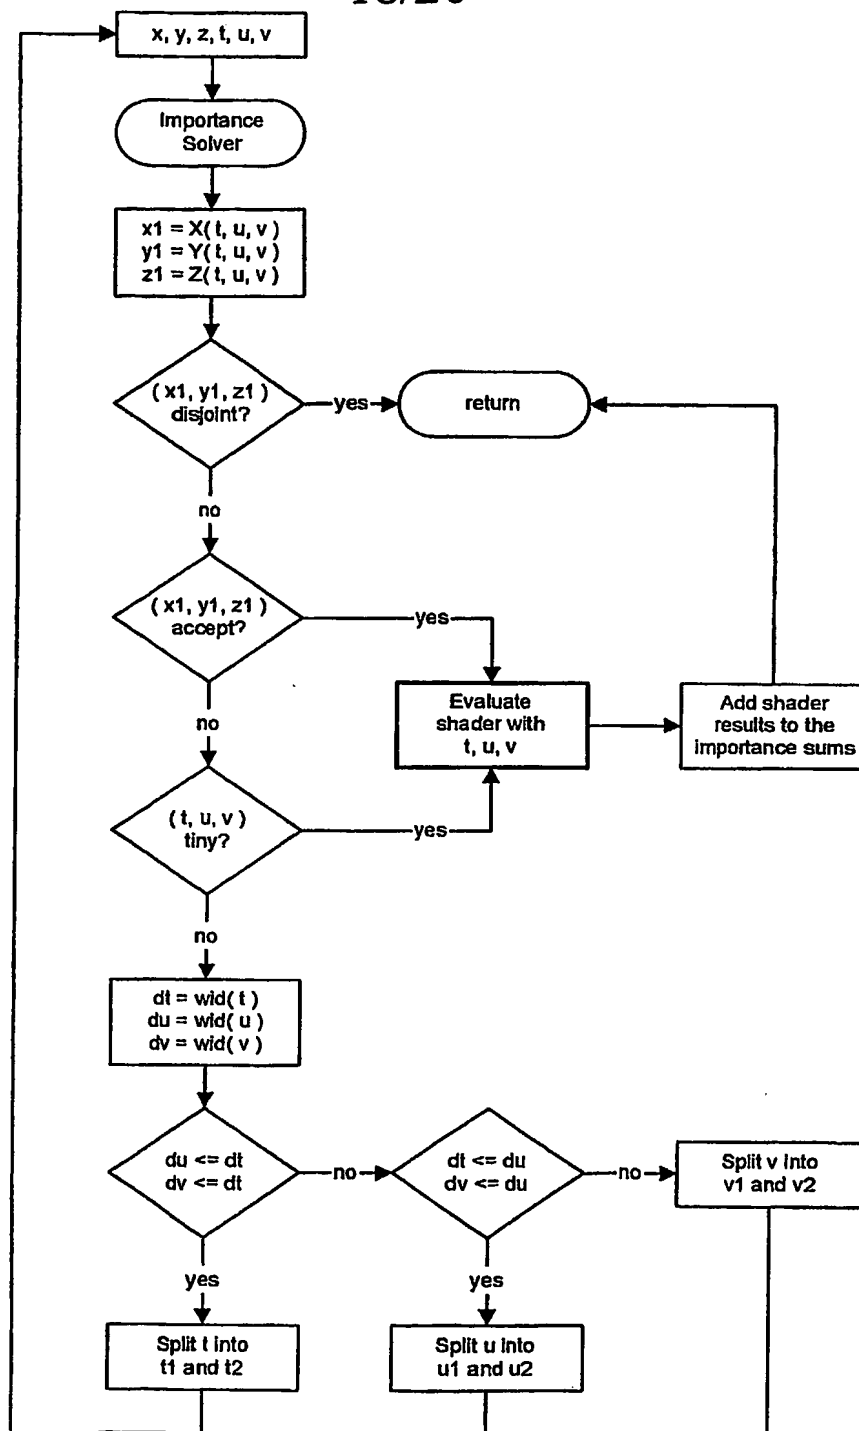 x, y, z, t, u, v
Importance
Solver
x1 = X( t, u, v )
y1 = Y( t, u, v )
z1 = Z( t, u, v )
( x1, y1, z1 )
disjoint?
yes
return
no
( x1, y1, z1 )
accept?
yes
Evaluate
shader with
t, u, v
Add shader
results to the
importance sums
no
( t, u, v )
tiny?
yes
no
dt = wid( t )
du = wid( u )
dv = wid( v )
du <= dt
dv <= dt
no
dt <= du
dv <= du
no
Split v into
v1 and v2
yes
yes
Split t into
t1 and t2
Split u into
u1 and u2